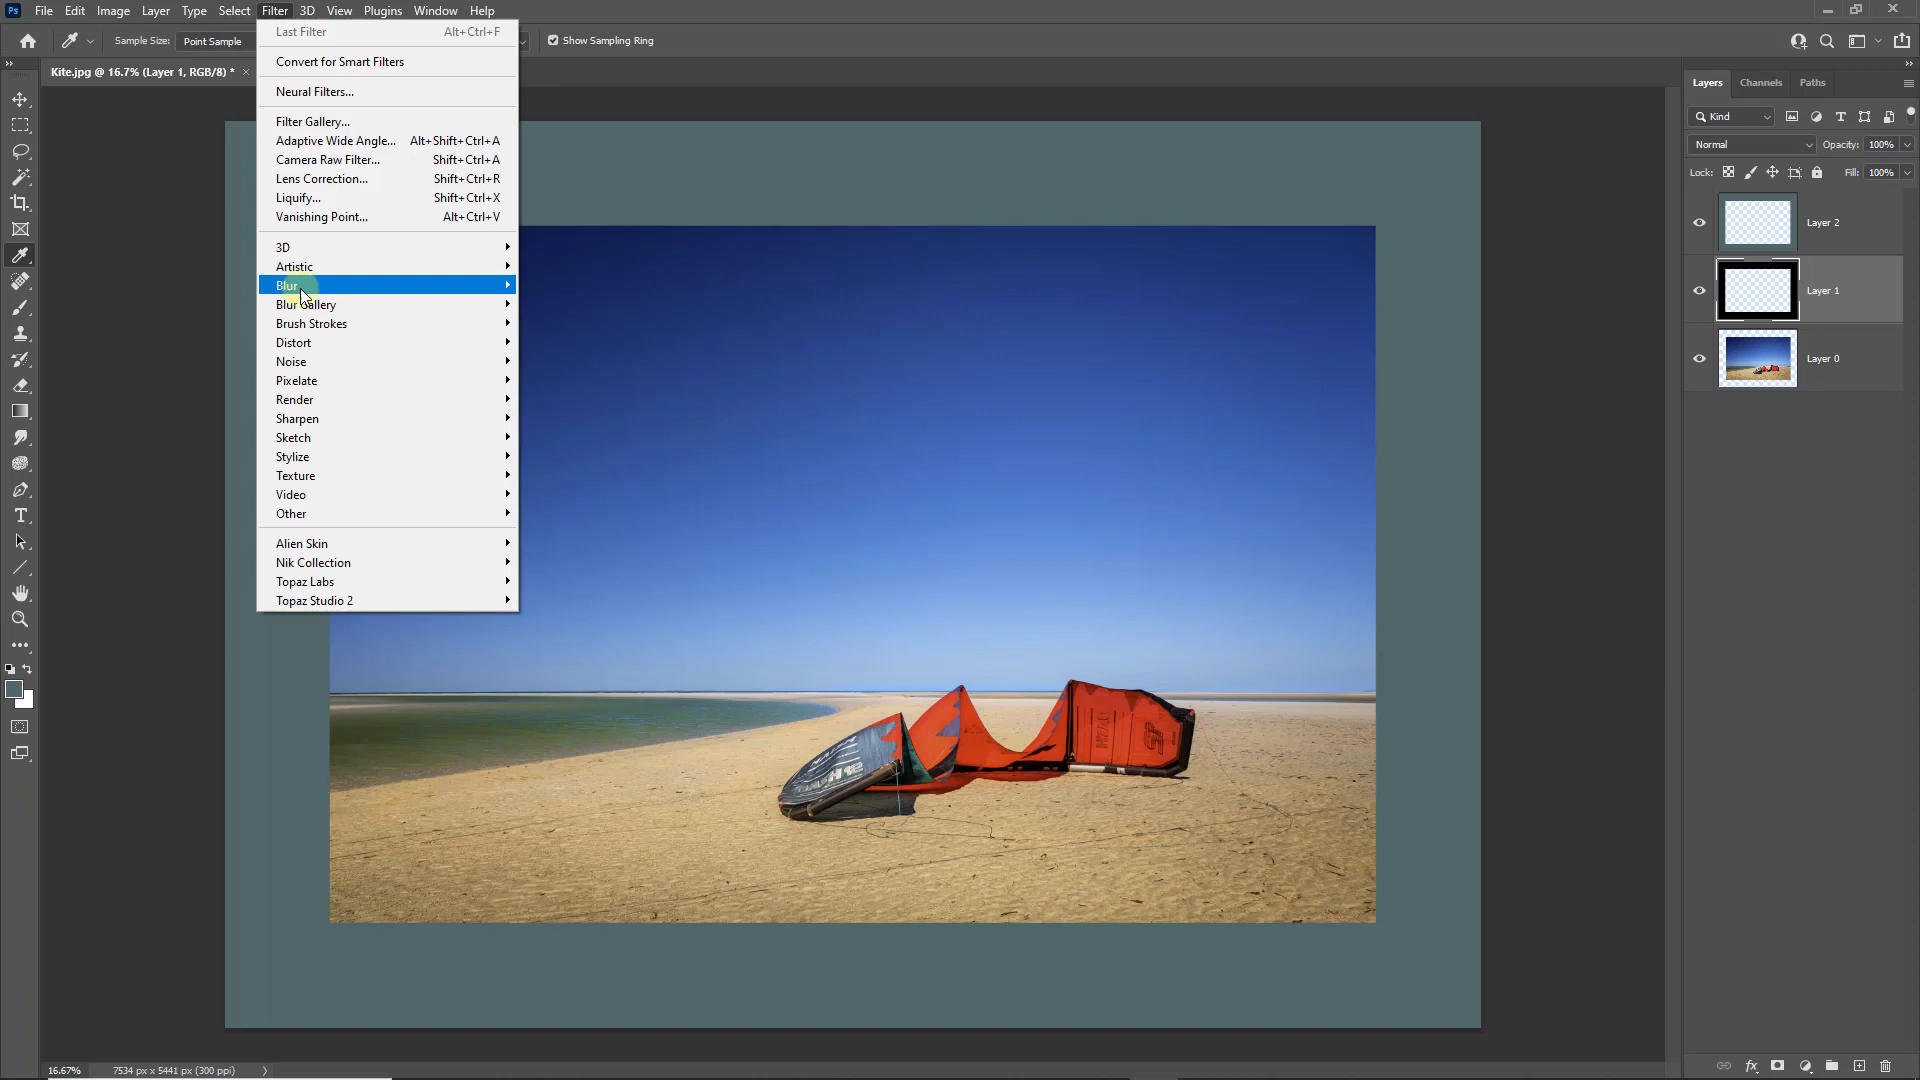 Ps File Edit Image Layer Type Select Filter 3D View Plugins Window Help
Sample Size: Point Sample Show Sampling Ring
Kite.jpg @ 16.7% (Layer 1, RGB/8) * ×
Last Filter Alt+Ctrl+F
Convert for Smart Filters
Neural Filters...
Filter Gallery...
Adaptive Wide Angle... Alt+Shift+Ctrl+A
Camera Raw Filter... Shift+Ctrl+A
Lens Correction... Shift+Ctrl+R
Liquify... Shift+Ctrl+X
Vanishing Point... Alt+Ctrl+V
3D
Artistic
Blur
Blur Gallery
Brush Strokes
Distort
Noise
Pixelate
Render
Sharpen
Sketch
Stylize
Texture
Video
Other
Alien Skin
Nik Collection
Topaz Labs
Topaz Studio 2
Layers Channels Paths
Kind
Normal Opacity: 100%
Lock: Fill: 100%
Layer 2
Layer 1
Layer 0
16.67% 7534 px x 5441 px (300 ppi)